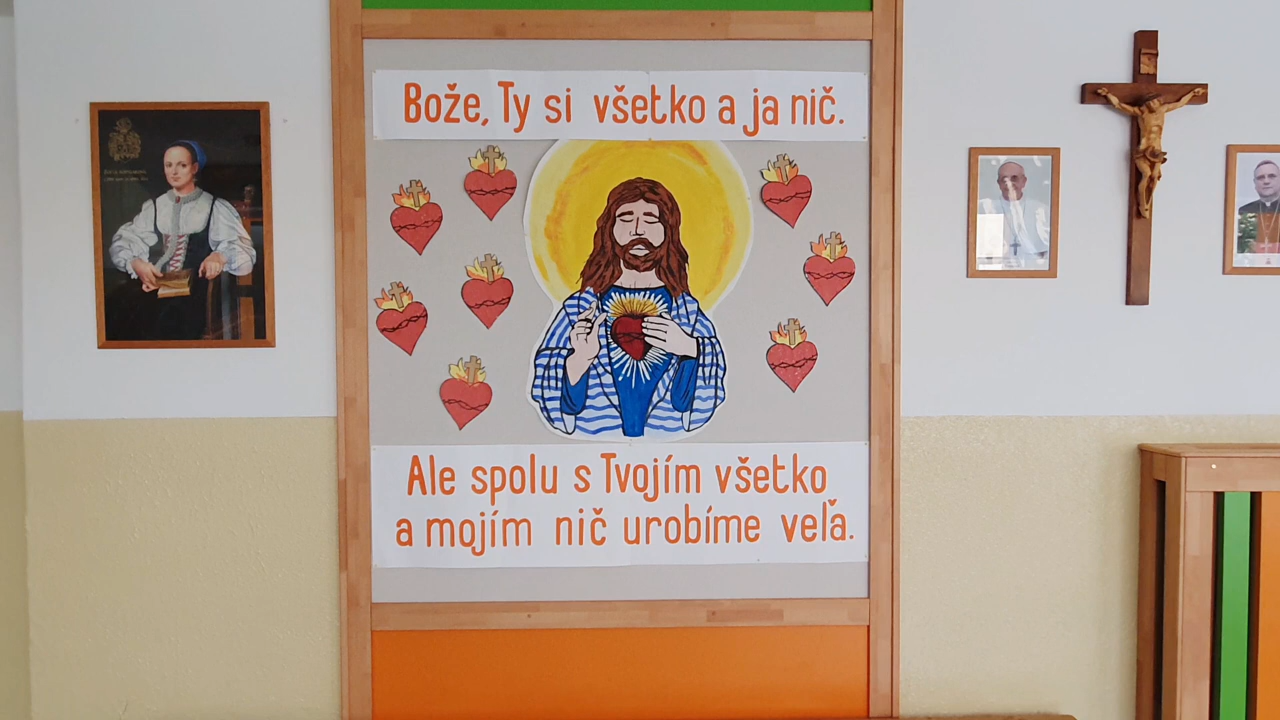 Bože, Ty si všetko a ja nič.
Ale spolu s Tvojím všetko
a mojím nič urobíme veľa.